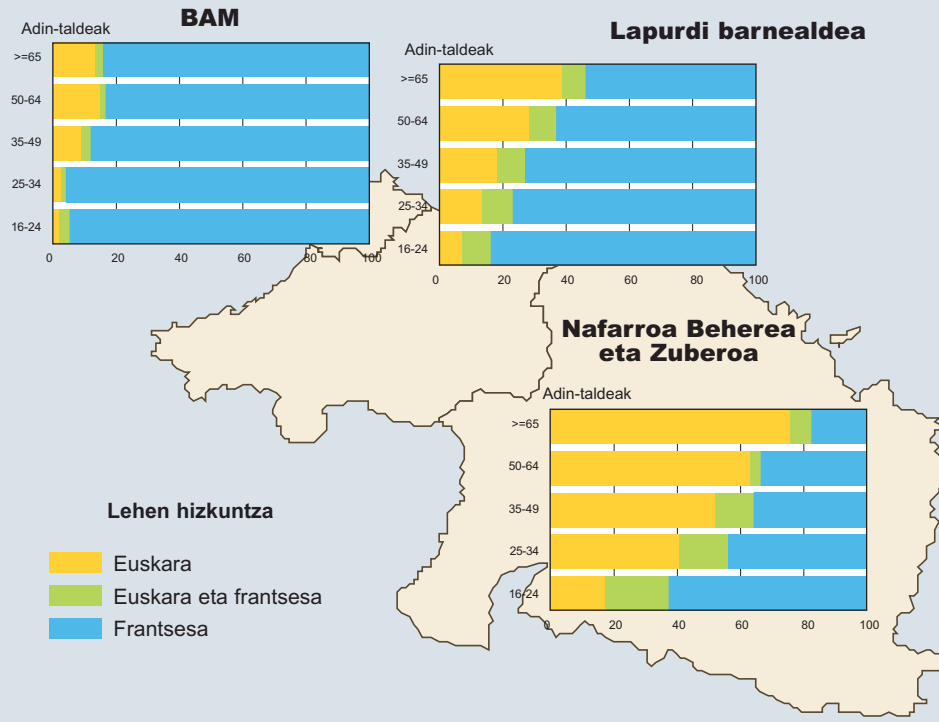 BAM
Adin-taldeak
>=65
50-64
35-49
25-34
16-24
0 20 40 60 80 100
Lapurdi barnealdea
Adin-taldeak
>=65
50-64
35-49
25-34
16-24
0 20 40 60 80 100
Nafarroa Beherea
eta Zuberoa
Adin-taldeak
>=65
50-64
35-49
25-34
16-24
0 20 40 60 80 100
Lehen hizkuntza
Euskara
Euskara eta frantsesa
Frantsesa